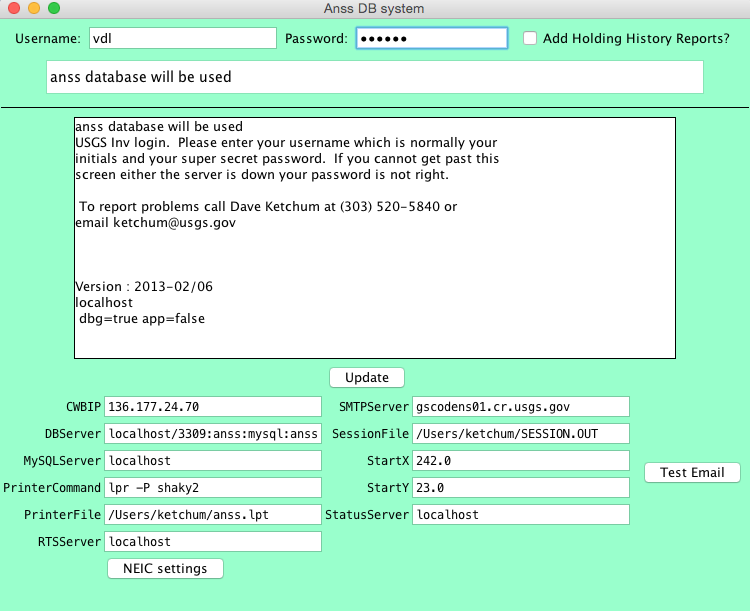 Anss DB system
Username: vdl Password: •••••• Add Holding History Reports?
anss database will be used
anss database will be used
USGS Inv login.  Please enter your username which is normally your
initials and your super secret password.  If you cannot get past this
screen either the server is down your password is not right.
To report problems call Dave Ketchum at (303) 520-5840 or
email ketchum@usgs.gov
Version : 2013-02/06
localhost
dbg=true app=false
Update
CWBIP 136.177.24.70 SMTPServer gscodens01.cr.usgs.gov
DBServer localhost/3309:anss:mysql:anss SessionFile /Users/ketchum/SESSION.OUT
MySQLServer localhost StartX 242.0
Test Email
PrinterCommand lpr -P shaky2 StartY 23.0
PrinterFile /Users/ketchum/anss.lpt StatusServer localhost
RTSServer localhost
NEIC settings